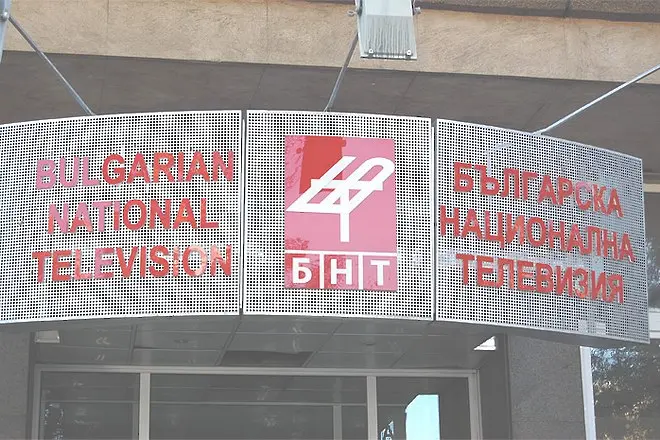 BULGARIAN
NATIONAL
TELEVISION
БНТ
БЪЛГАРСКА
НАЦИОНАЛНА
ТЕЛЕВИЗИЯ